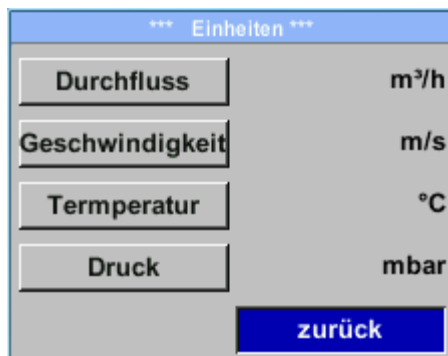 *** Einheiten ***
Durchfluss m³/h
Geschwindigkeit m/s
Termperatur °C
Druck mbar
zurück